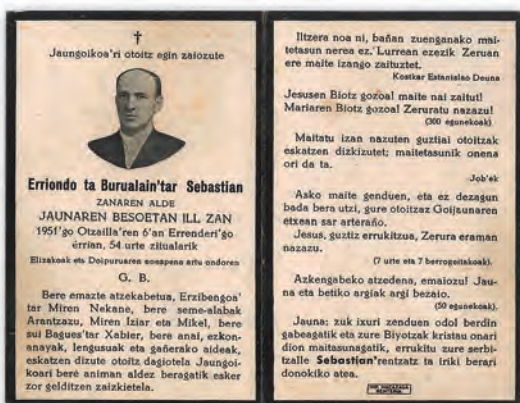 Jaungoikoa'ri otoitz egin zaiozute
Erriondo ta Burualain'tar Sebastian
ZANAREN ALDE
JAUNAREN BESOETAN ILL ZAN
1951'go Otzailla'ren 6'an Errenderi'go
érrian, 54 urte zitualarik
Elizakoak eta Doipuruaren onespena artu ondoren
G. B.
Bere emazte atzekabetua, Erzibengoa'
tar Miren Nekane, bere seme-alabak
Arantzazu, Miren Iziar eta Mikel, bere
sui Bagues'tar Xabier, bere anai, ezkon-
anayak, lengusuak eta gañerako aideak,
eskatzen dizute otoitz dagiotela Jaungoi-
koari bere animan aldez beragatik esker
zor gelditzen zaizkietela.
Iltzera noa ni, bañan zuenganako mai-
tetasun nerea ez. Lurrean ezezik Zeruan
ere maite izango zaituztet.
Kostkar Estanislao Deuna
Jesusen Biotz gozoa! maite nai zaitut!
Mariaren Biotz gozoa! Zeruratu nazazu!
(300 egunekoak).
Maitatu izan nazuten guztiai otoitzak
eskatzen dizkizutet; maitetasunik onena
ori da ta.
Job'ek
Asko maite genduen, eta ez dezagun
bada bera utzi, gure otoitzaz Goijaunaren
etxean sar arteraño.
Jesus, guztiz errukitzua, Zerura eraman
nazazu.
(7 urte eta 7 berrogeitakoak).
Azkengabeko atzedena, emaiozu! Jau-
na eta betiko argiak argi bezaio.
(50 egunekoak).
Jauna; zuk ixuri zenduen odol berdin
gabeagatik eta zure Biyotzak kristau onari
dion maitasunagatik, errukitu zure serbi-
tzalle Sebastian'rentzatz ta iriki berari
donokiko atea.